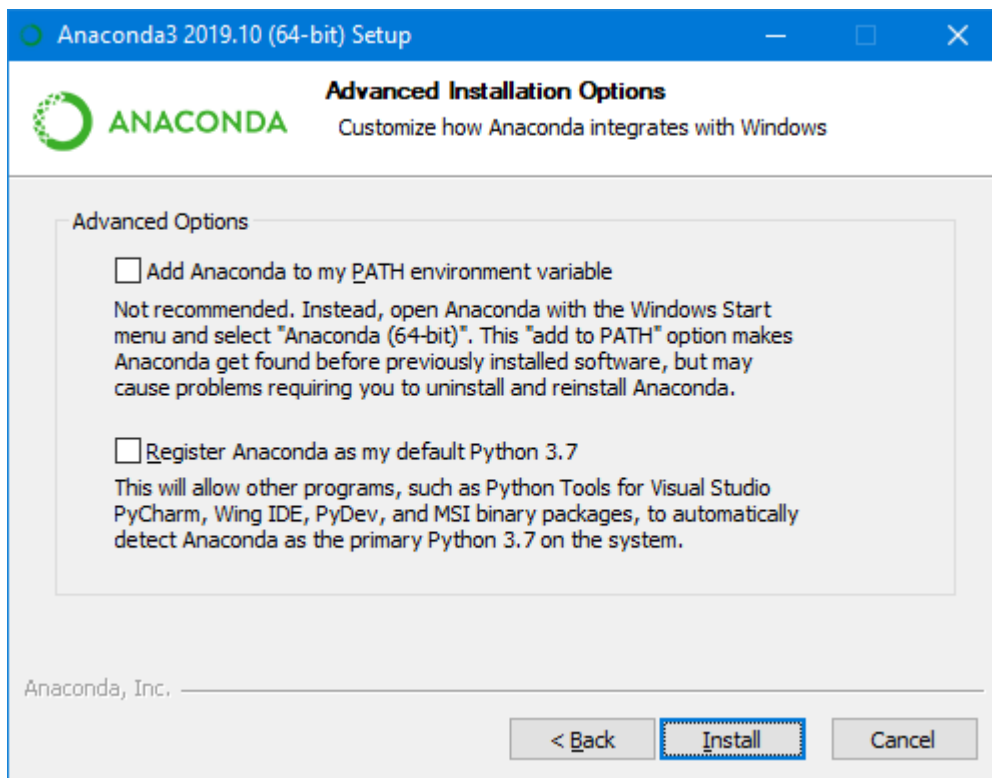 Anaconda3 2019.10 (64-bit) Setup
ANACONDA
Advanced Installation Options
Customize how Anaconda integrates with Windows
Advanced Options
Add Anaconda to my PATH environment variable
Not recommended. Instead, open Anaconda with the Windows Start
menu and select "Anaconda (64-bit)". This "add to PATH" option makes
Anaconda get found before previously installed software, but may
cause problems requiring you to uninstall and reinstall Anaconda.
Register Anaconda as my default Python 3.7
This will allow other programs, such as Python Tools for Visual Studio
PyCharm, Wing IDE, PyDev, and MSI binary packages, to automatically
detect Anaconda as the primary Python 3.7 on the system.
Anaconda, Inc.
< Back
Install
Cancel